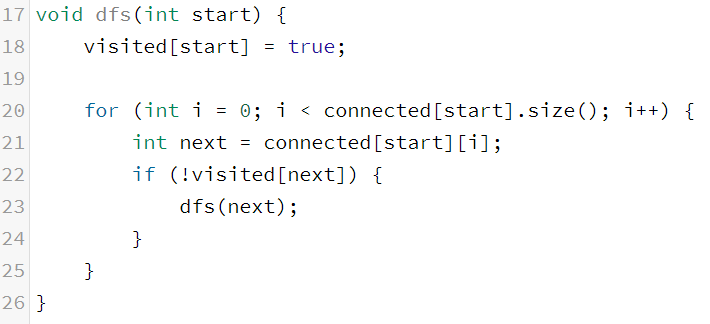 17 void dfs(int start) {
18     visited[start] = true;
19
20     for (int i = 0; i < connected[start].size(); i++) {
21         int next = connected[start][i];
22         if (!visited[next]) {
23             dfs(next);
24         }
25     }
26 }